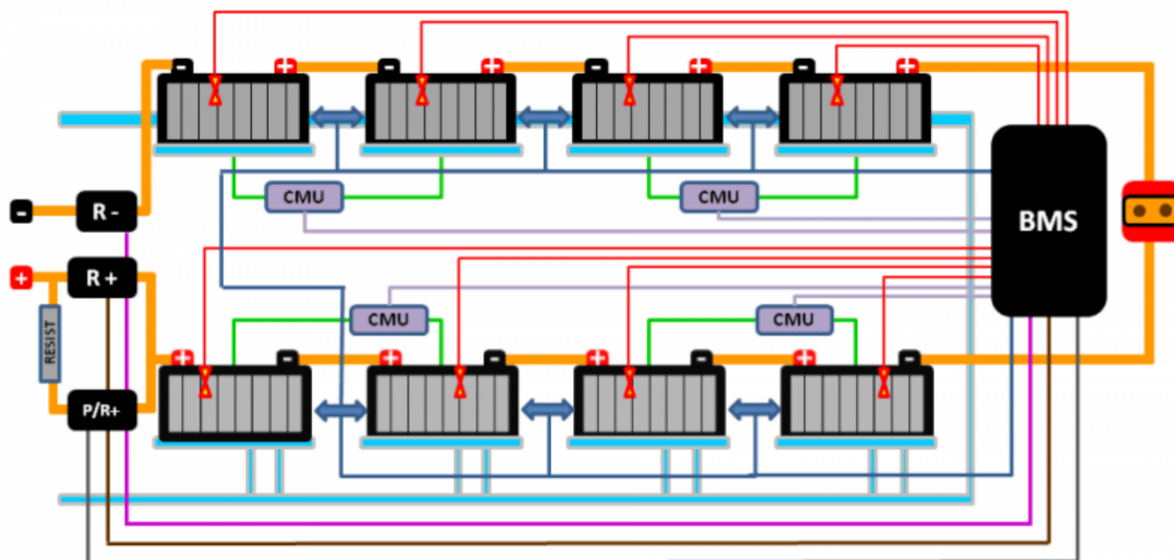 - + - + - + - +
CMU CMU
R -
-
BMS
+
R +
RESIST
CMU CMU
+ - + - + - + -
P/R+